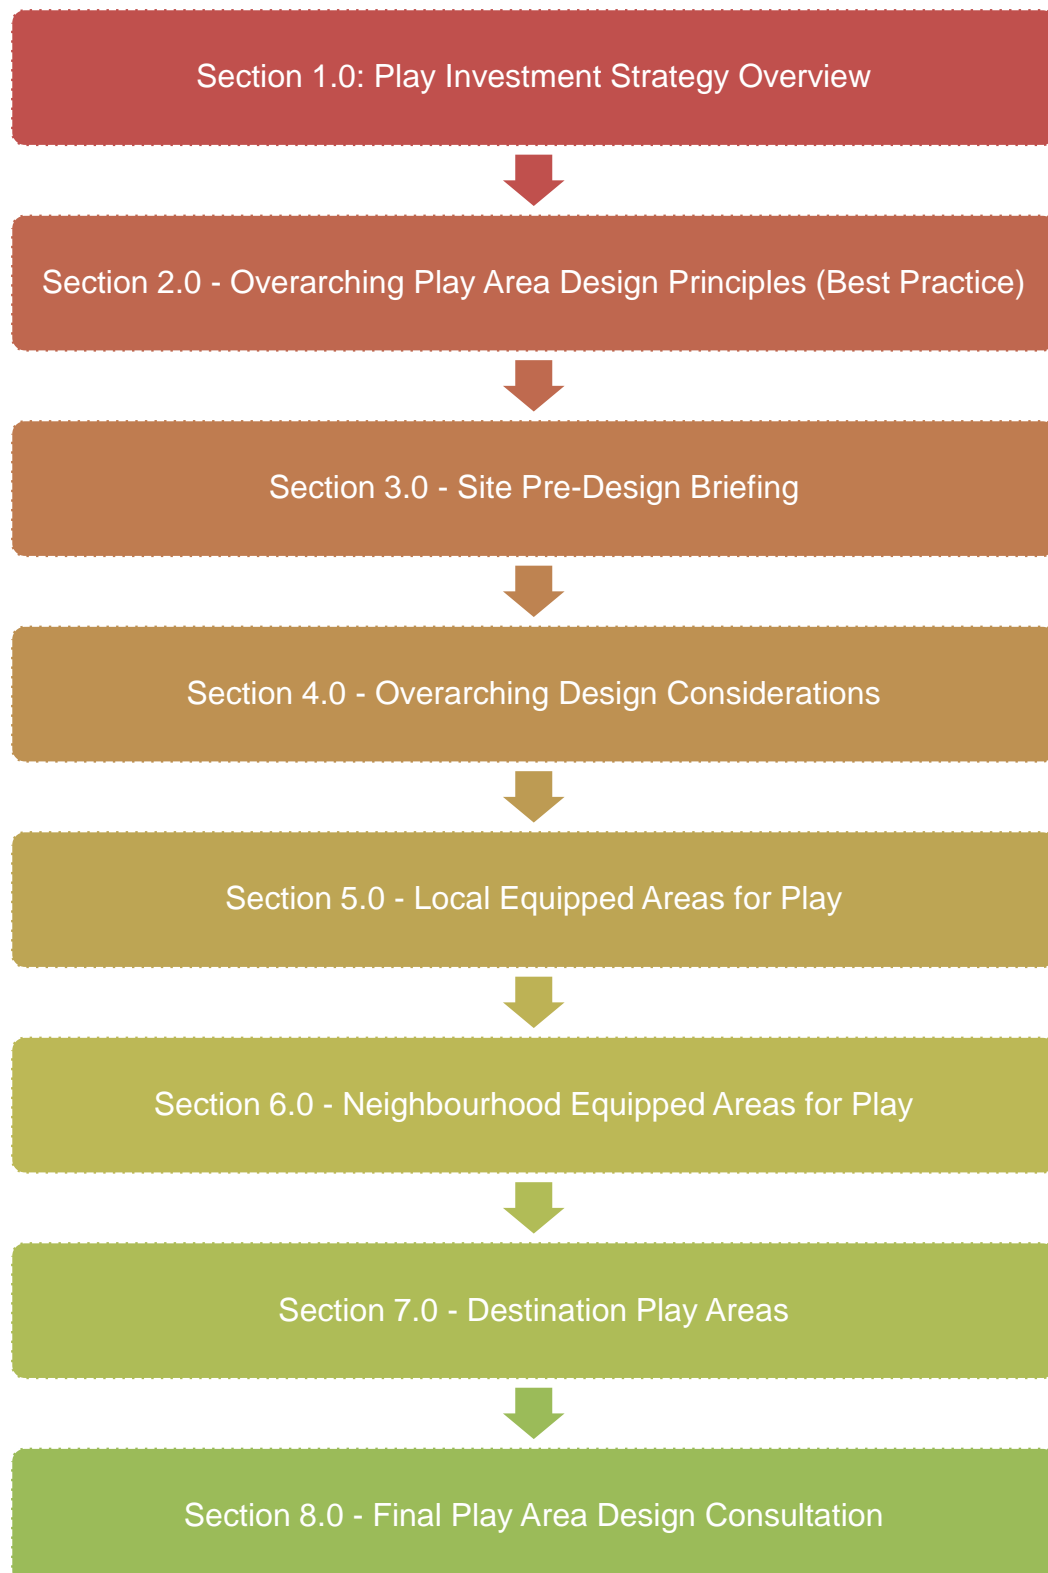 Section 1.0: Play Investment Strategy Overview
Section 2.0 - Overarching Play Area Design Principles (Best Practice)
Section 3.0 - Site Pre-Design Briefing
Section 4.0 - Overarching Design Considerations
Section 5.0 - Local Equipped Areas for Play
Section 6.0 - Neighbourhood Equipped Areas for Play
Section 7.0 - Destination Play Areas
Section 8.0 - Final Play Area Design Consultation